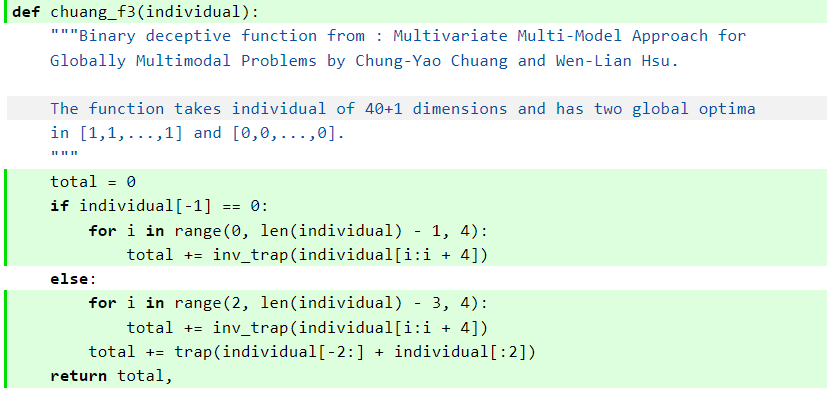 def chuang_f3(individual):
    """Binary deceptive function from : Multivariate Multi-Model Approach for
    Globally Multimodal Problems by Chung-Yao Chuang and Wen-Lian Hsu.

    The function takes individual of 40+1 dimensions and has two global optima
    in [1,1,...,1] and [0,0,...,0].
    """
    total = 0
    if individual[-1] == 0:
        for i in range(0, len(individual) - 1, 4):
            total += inv_trap(individual[i:i + 4])
    else:
        for i in range(2, len(individual) - 3, 4):
            total += inv_trap(individual[i:i + 4])
        total += trap(individual[-2:] + individual[:2])
    return total,